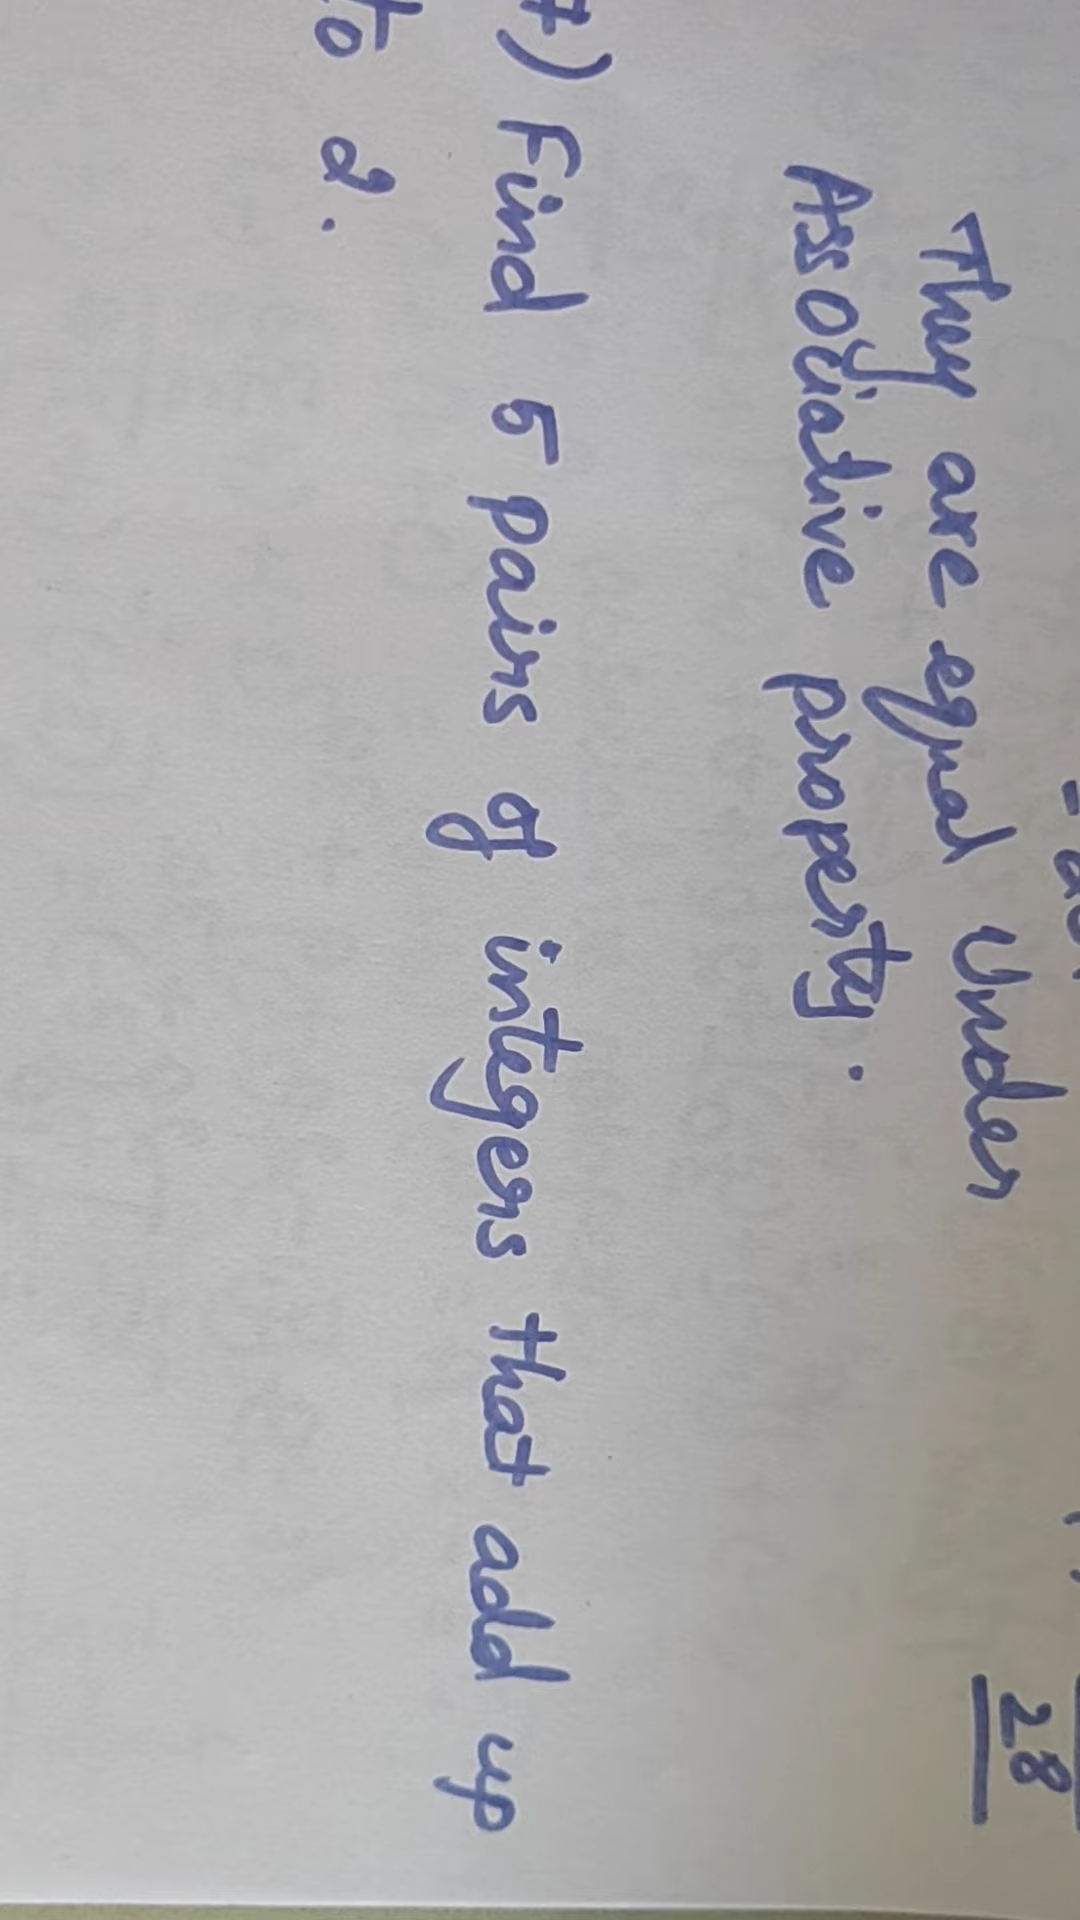 28
They are equal Under
Associative property.
7) Find 5 pairs of integers that add up
to 2.